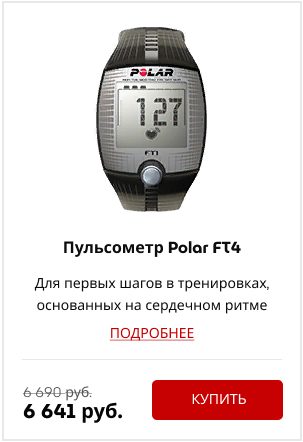 POLAR
127
FT1
Пульсометр Polar FT4
Для первых шагов в тренировках,
основанных на сердечном ритме
ПОДРОБНЕЕ
6 690 руб.
6 641 руб.
КУПИТЬ